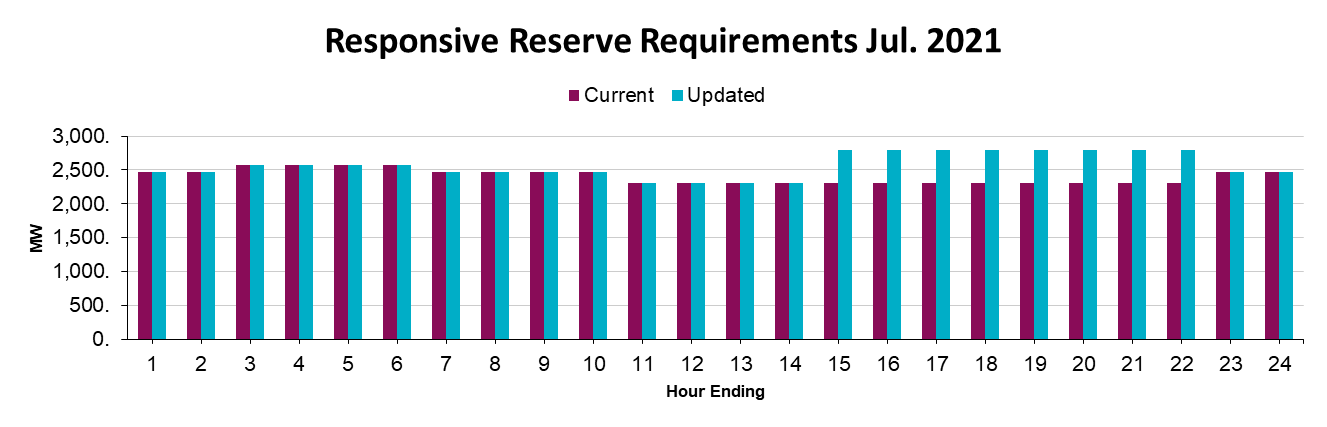 Responsive Reserve Requirements Jul. 2021
Current Updated
3,000.
2,500.
2,000.
1,500.
1,000.
500.
0.
MW
1 2 3 4 5 6 7 8 9 10 11 12 13 14 15 16 17 18 19 20 21 22 23 24
Hour Ending